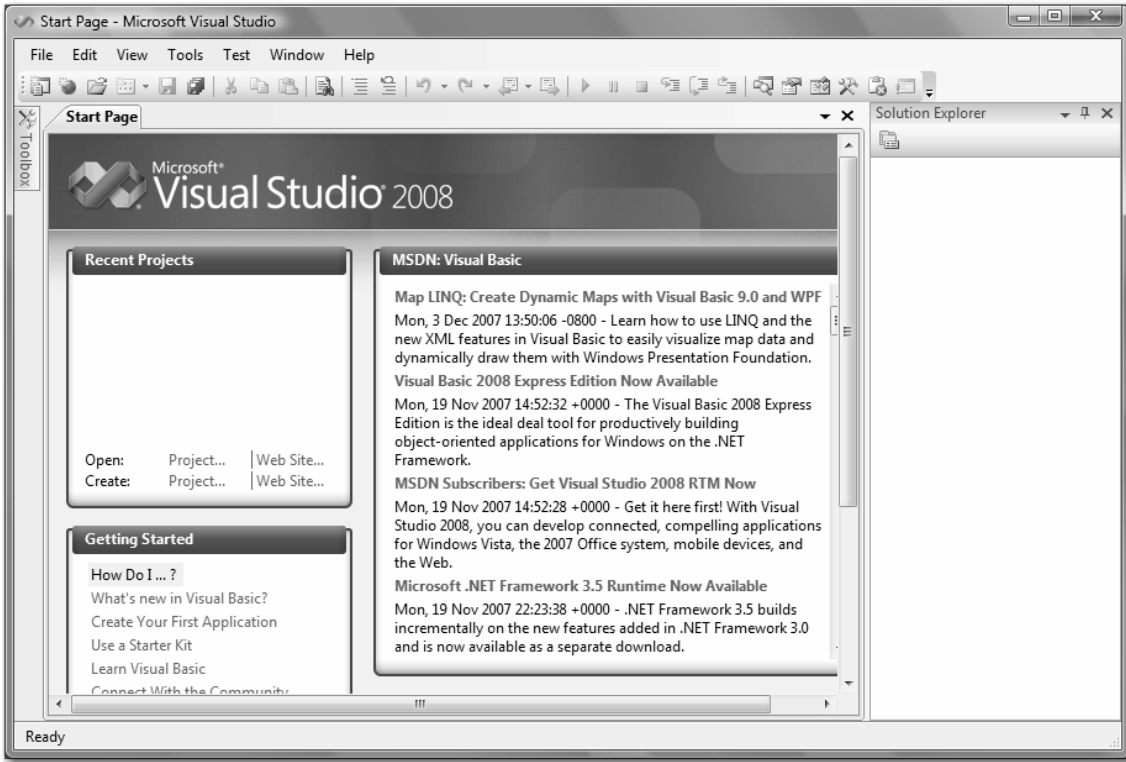 Start Page - Microsoft Visual Studio
File Edit View Tools Test Window Help
Toolbox
Start Page
Solution Explorer
Microsoft®
Visual Studio® 2008
Recent Projects
Open: Project... | Web Site...
Create: Project... | Web Site...
Getting Started
How Do I ... ?
What's new in Visual Basic?
Create Your First Application
Use a Starter Kit
Learn Visual Basic
Connect With the Community
MSDN: Visual Basic
Map LINQ: Create Dynamic Maps with Visual Basic 9.0 and WPF
Mon, 3 Dec 2007 13:50:06 -0800 - Learn how to use LINQ and the
new XML features in Visual Basic to easily visualize map data and
dynamically draw them with Windows Presentation Foundation.
Visual Basic 2008 Express Edition Now Available
Mon, 19 Nov 2007 14:52:32 +0000 - The Visual Basic 2008 Express
Edition is the ideal deal tool for productively building
object-oriented applications for Windows on the .NET
Framework.
MSDN Subscribers: Get Visual Studio 2008 RTM Now
Mon, 19 Nov 2007 14:52:28 +0000 - Get it here first! With Visual
Studio 2008, you can develop connected, compelling applications
for Windows Vista, the 2007 Office system, mobile devices, and
the Web.
Microsoft .NET Framework 3.5 Runtime Now Available
Mon, 19 Nov 2007 22:23:38 +0000 - .NET Framework 3.5 builds
incrementally on the new features added in .NET Framework 3.0
and is now available as a separate download.
Ready